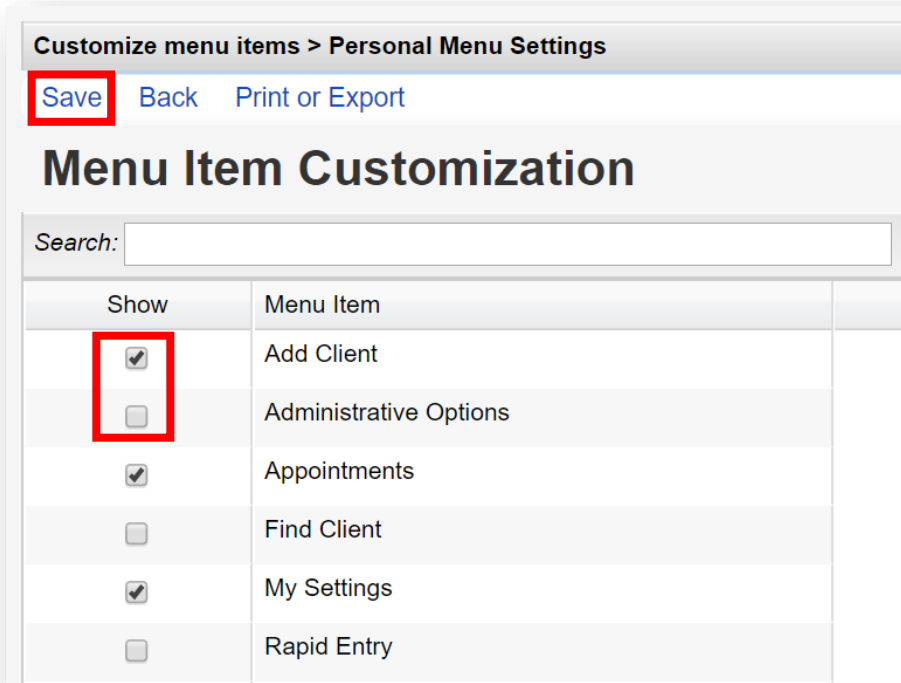 Customize menu items > Personal Menu Settings
Save Back Print or Export
Menu Item Customization
Search:
Show Menu Item
Add Client
Administrative Options
Appointments
Find Client
My Settings
Rapid Entry